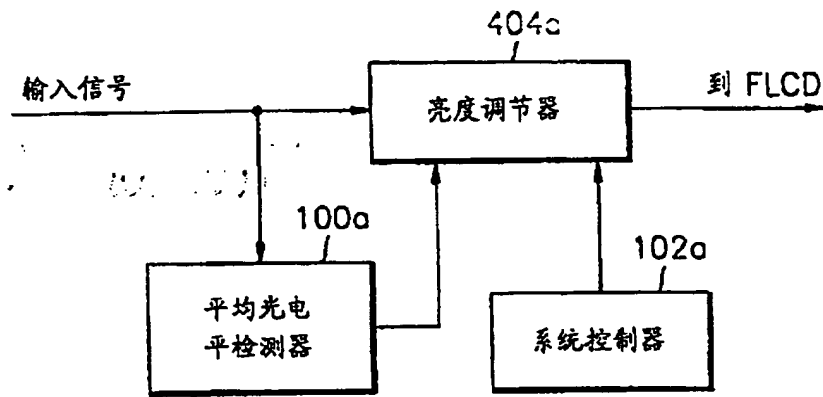 404a
输入信号
亮度调节器
到 FLCD
100a
102a
平均光电
平检测器
系统控制器